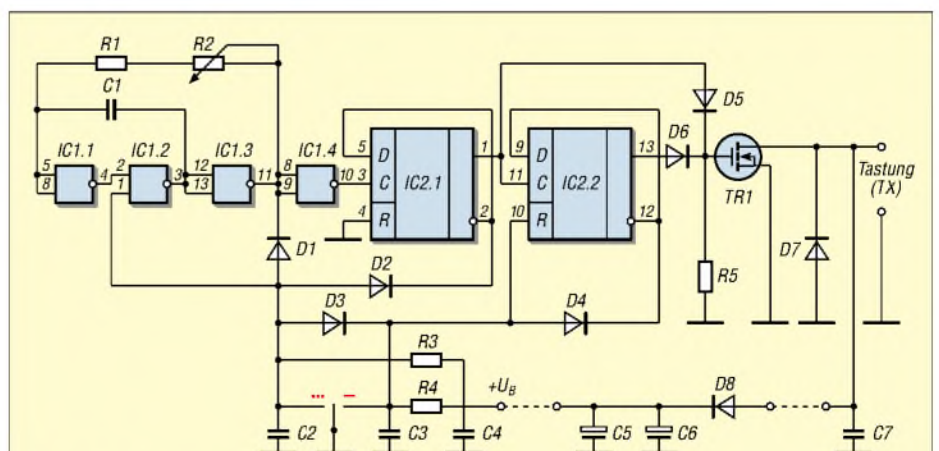 R1 R2
C1 D5
5 IC1.1 IC1.2 IC1.3 IC1.4 5 1 9 D6
8 4 2 3 12 11 8 D 13
1 13 9 10 3 C IC2.1 11 C IC2.2 TR1 Tastung
4 R 2 10 R 12 (TX)
D1 D7
D2 R5
D3 D4
R3
... – R4 +UB D8
C2 C3 C4 C5 C6 C7